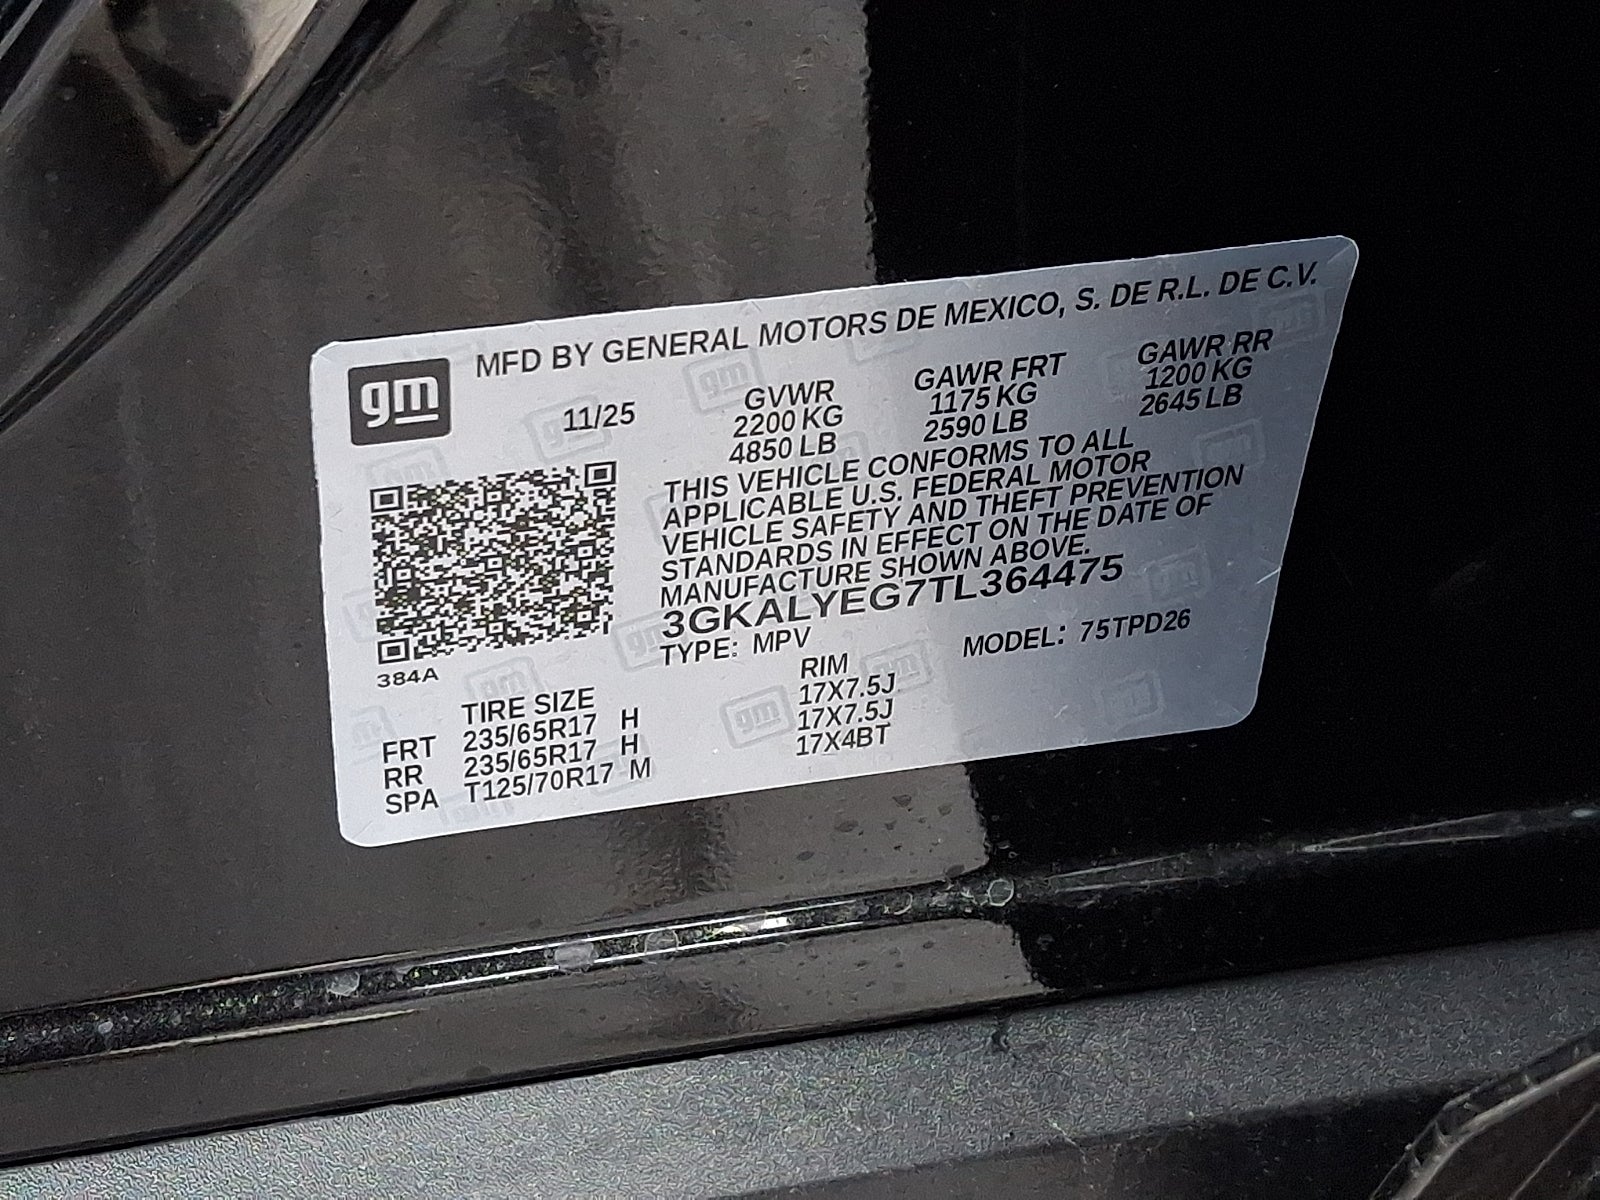 gm
MFD BY GENERAL MOTORS DE MEXICO, S. DE R.L. DE C.V.
11/25
GVWR
2200 KG
4850 LB
GAWR FRT
1175 KG
2590 LB
GAWR RR
1200 KG
2645 LB
THIS VEHICLE CONFORMS TO ALL
APPLICABLE U.S. FEDERAL MOTOR
VEHICLE SAFETY AND THEFT PREVENTION
STANDARDS IN EFFECT ON THE DATE OF
MANUFACTURE SHOWN ABOVE.
3GKALYEG7TL364475
TYPE: MPV
MODEL: 75TPD26
384A
TIRE SIZE RIM
FRT 235/65R17 H 17X7.5J
RR 235/65R17 H 17X7.5J
SPA T125/70R17 M 17X4BT